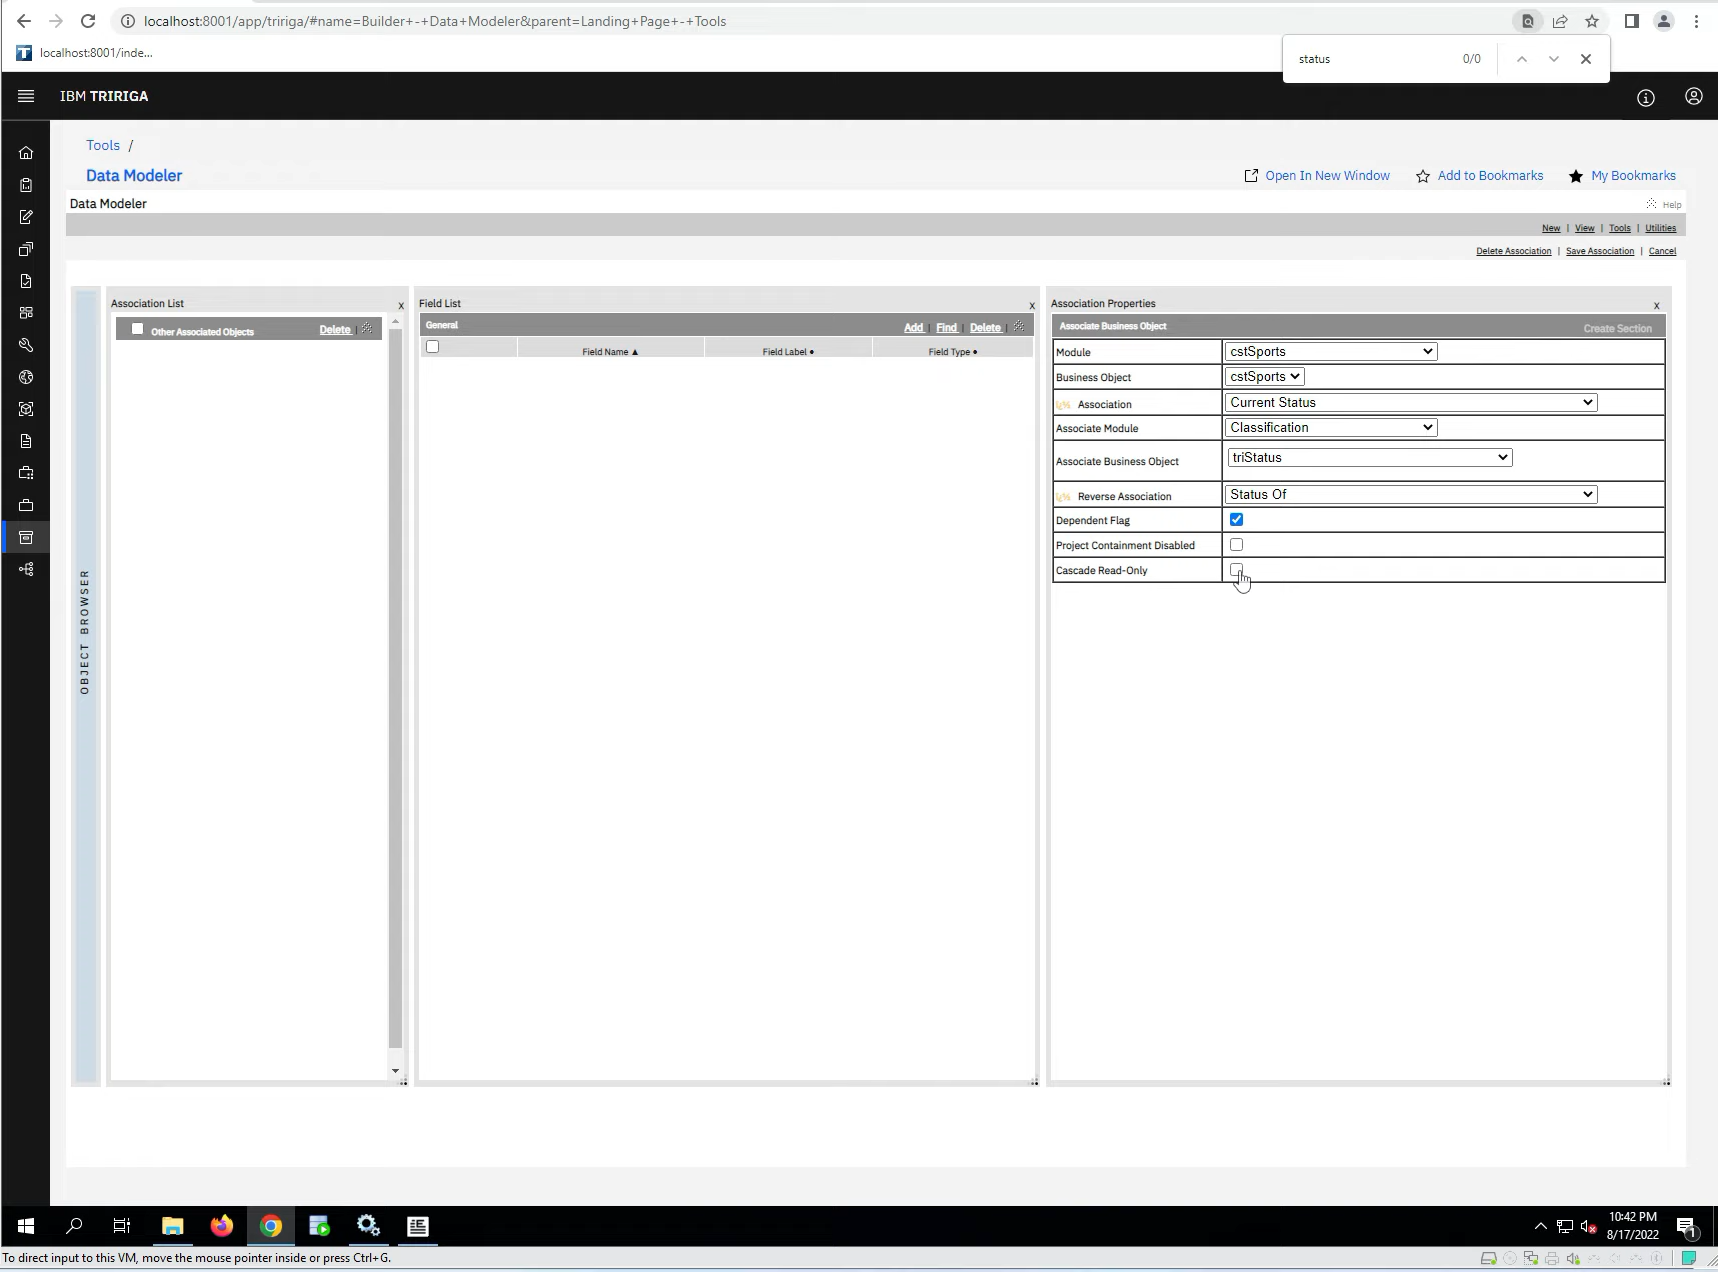 localhost:8001/app/tririga/#name=Builder+-+Data+Modeler&parent=Landing+Page+-+Tools
localhost:8001/inde...
status 0/0
IBM TRIRIGA
Tools /
Data Modeler
Open In New Window Add to Bookmarks My Bookmarks
Data Modeler
Help
New | View | Tools | Utilities
Delete Association | Save Association | Cancel
OBJECT BROWSER
Association List x
Other Associated Objects Delete |
Field List x
General Add | Find | Delete |
Field Name ▲ Field Label • Field Type •
Association Properties x
Associate Business Object Create Section
Module cstSports
Business Object cstSports
Association Current Status
Associate Module Classification
Associate Business Object triStatus
Reverse Association Status Of
Dependent Flag
Project Containment Disabled
Cascade Read-Only
10:42 PM
8/17/2022
1
To direct input to this VM, move the mouse pointer inside or press Ctrl+G.